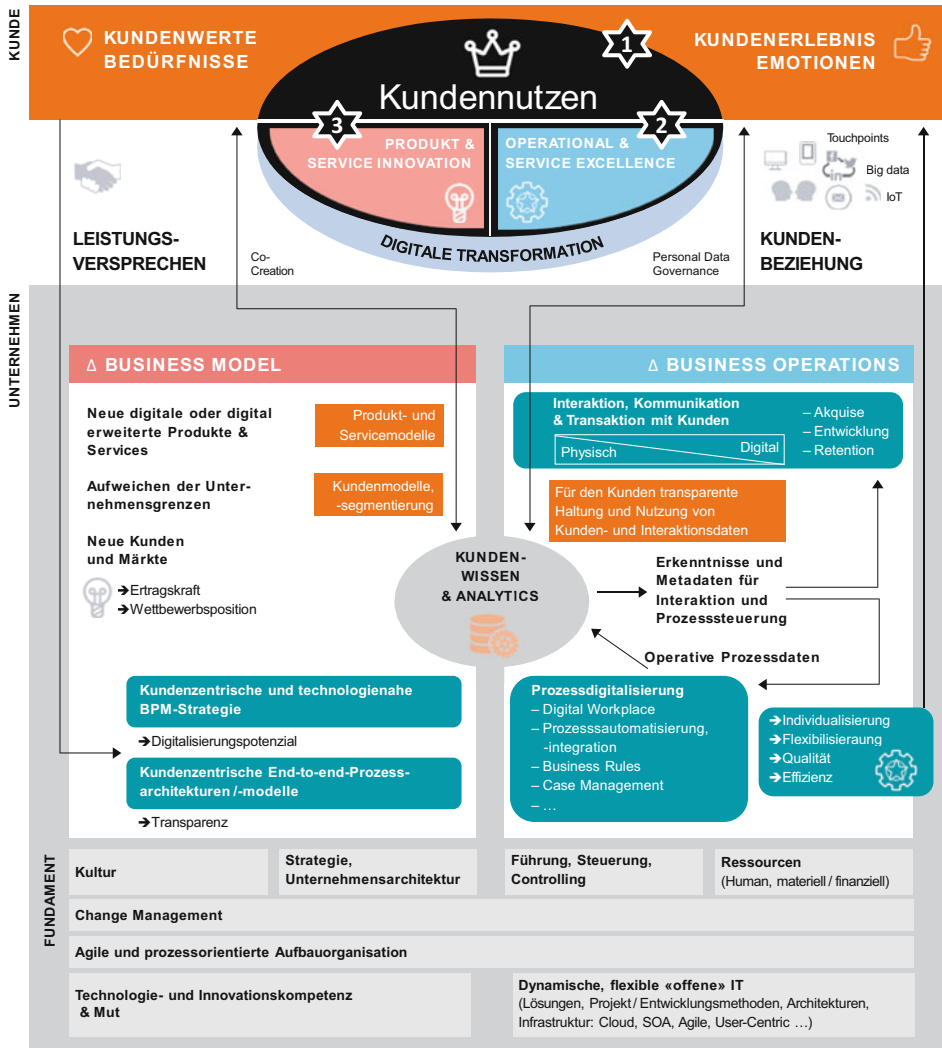 KUNDE
KUNDENWERTE
BEDÜRFNISSE
1
KUNDENERLEBNIS
EMOTIONEN
Kundennutzen
3
2
PRODUKT &
SERVICE INNOVATION
OPERATIONAL &
SERVICE EXCELLENCE
DIGITALE TRANSFORMATION
Touchpoints
in
Big data
IoT
LEISTUNGS-
VERSPRECHEN
Co-
Creation
Personal Data
Governance
KUNDEN-
BEZIEHUNG
UNTERNEHMEN
Δ BUSINESS MODEL
Neue digitale oder digital
erweiterte Produkte &
Services
Produkt- und
Servicemodelle
Aufweichen der Unter-
nehmensgrenzen
Kundenmodelle,
-segmentierung
Neue Kunden
und Märkte
➔Ertragskraft
➔Wettbewerbsposition
Kundenzentrische und technologienahe
BPM-Strategie
➔Digitalisierungspotenzial
Kundenzentrische End-to-end-Prozess-
architekturen /-modelle
➔Transparenz
KUNDEN-
WISSEN
& ANALYTICS
Δ BUSINESS OPERATIONS
Interaktion, Kommunikation
& Transaktion mit Kunden
Physisch
Digital
– Akquise
– Entwicklung
– Retention
Für den Kunden transparente
Haltung und Nutzung von
Kunden- und Interaktionsdaten
Erkenntnisse und
Metadaten für
Interaktion und
Prozesssteuerung
Operative Prozessdaten
Prozessdigitalisierung
– Digital Workplace
– Prozessautomatisierung,
-integration
– Business Rules
– Case Management
– …
➔Individualisierung
➔Flexibilisieraung
➔Qualität
➔Effizienz
FUNDAMENT
Kultur
Strategie,
Unternehmensarchitektur
Führung, Steuerung,
Controlling
Ressourcen
(Human, materiell / finanziell)
Change Management
Agile und prozessorientierte Aufbauorganisation
Technologie- und Innovationskompetenz
& Mut
Dynamische, flexible «offene» IT
(Lösungen, Projekt / Entwicklungsmethoden, Architekturen,
Infrastruktur: Cloud, SOA, Agile, User-Centric …)